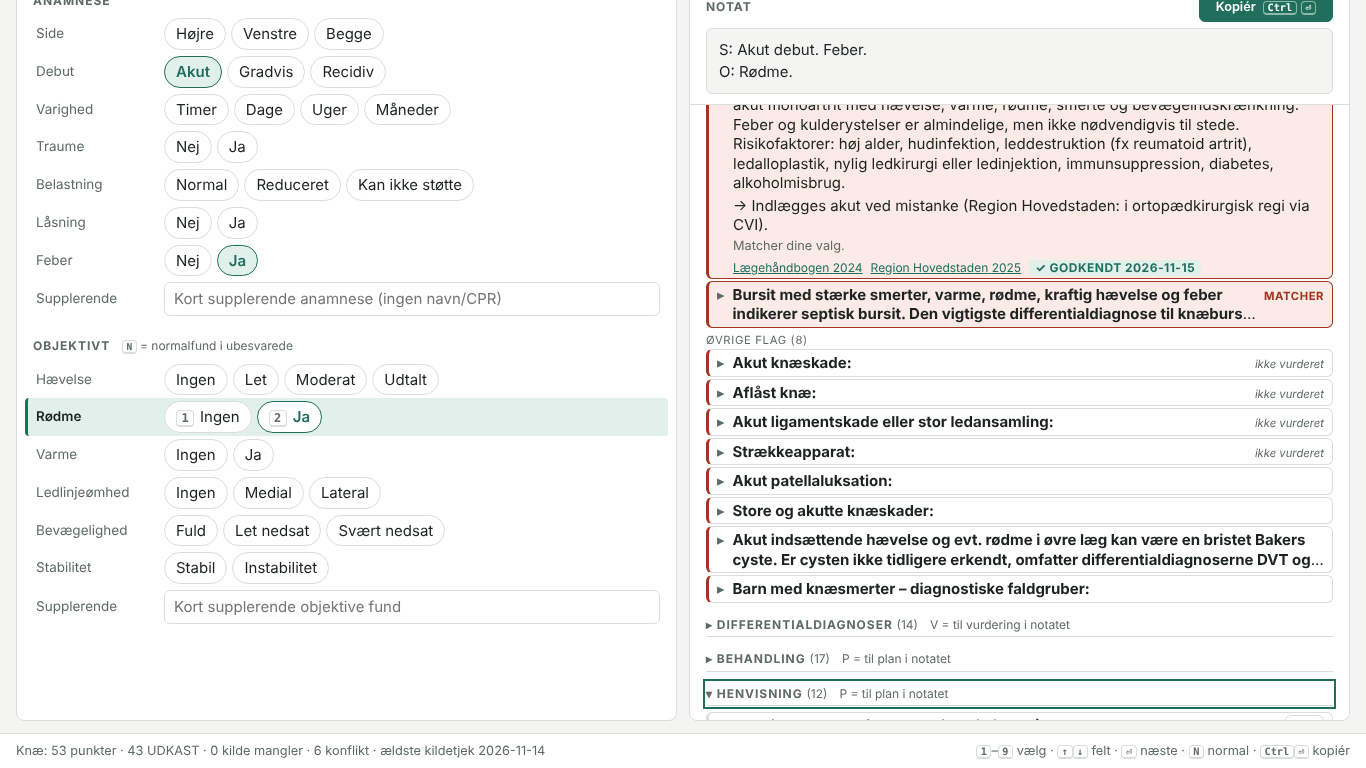 ANAMNESE
Side Højre Venstre Begge
Debut Akut Gradvis Recidiv
Varighed Timer Dage Uger Måneder
Traume Nej Ja
Belastning Normal Reduceret Kan ikke støtte
Låsning Nej Ja
Feber Nej Ja
Supplerende Kort supplerende anamnese (ingen navn/CPR)
OBJEKTIVT N = normalfund i ubesvarede
Hævelse Ingen Let Moderat Udtalt
Rødme 1 Ingen 2 Ja
Varme Ingen Ja
Ledlinjeømhed Ingen Medial Lateral
Bevægelighed Fuld Let nedsat Svært nedsat
Stabilitet Stabil Instabilitet
Supplerende Kort supplerende objektive fund
NOTAT Kopiér Ctrl ⏎
S: Akut debut. Feber.
O: Rødme.
akut monoartrit med hævelse, varme, rødme, smerte og bevægeindskrænkning.
Feber og kulderystelser er almindelige, men ikke nødvendigvis til stede.
Risikofaktorer: høj alder, hudinfektion, leddestruktion (fx reumatoid artrit),
ledalloplastik, nylig ledkirurgi eller ledinjektion, immunsuppression, diabetes,
alkoholmisbrug.
→ Indlægges akut ved mistanke (Region Hovedstaden: i ortopædkirurgisk regi via
CVI).
Matcher dine valg.
Lægehåndbogen 2024 Region Hovedstaden 2025 ✓ GODKENDT 2026-11-15
▸ Bursit med stærke smerter, varme, rødme, kraftig hævelse og feber MATCHER
indikerer septisk bursit. Den vigtigste differentialdiagnose til knæburs…
ØVRIGE FLAG (8)
▸ Akut knæskade: ikke vurderet
▸ Aflåst knæ: ikke vurderet
▸ Akut ligamentskade eller stor ledansamling: ikke vurderet
▸ Strækkeapparat: ikke vurderet
▸ Akut patellaluksation:
▸ Store og akutte knæskader:
▸ Akut indsættende hævelse og evt. rødme i øvre læg kan være en bristet Bakers
cyste. Er cysten ikke tidligere erkendt, omfatter differentialdiagnoserne DVT og…
▸ Barn med knæsmerter – diagnostiske faldgruber:
▸ DIFFERENTIALDIAGNOSER (14) V = til vurdering i notatet
▸ BEHANDLING (17) P = til plan i notatet
▾ HENVISNING (12) P = til plan i notatet
Knæ: 53 punkter · 43 UDKAST · 0 kilde mangler · 6 konflikt · ældste kildetjek 2026-11-14
1–9 vælg · ↑ ↓ felt · ⏎ næste · N normal · Ctrl ⏎ kopiér